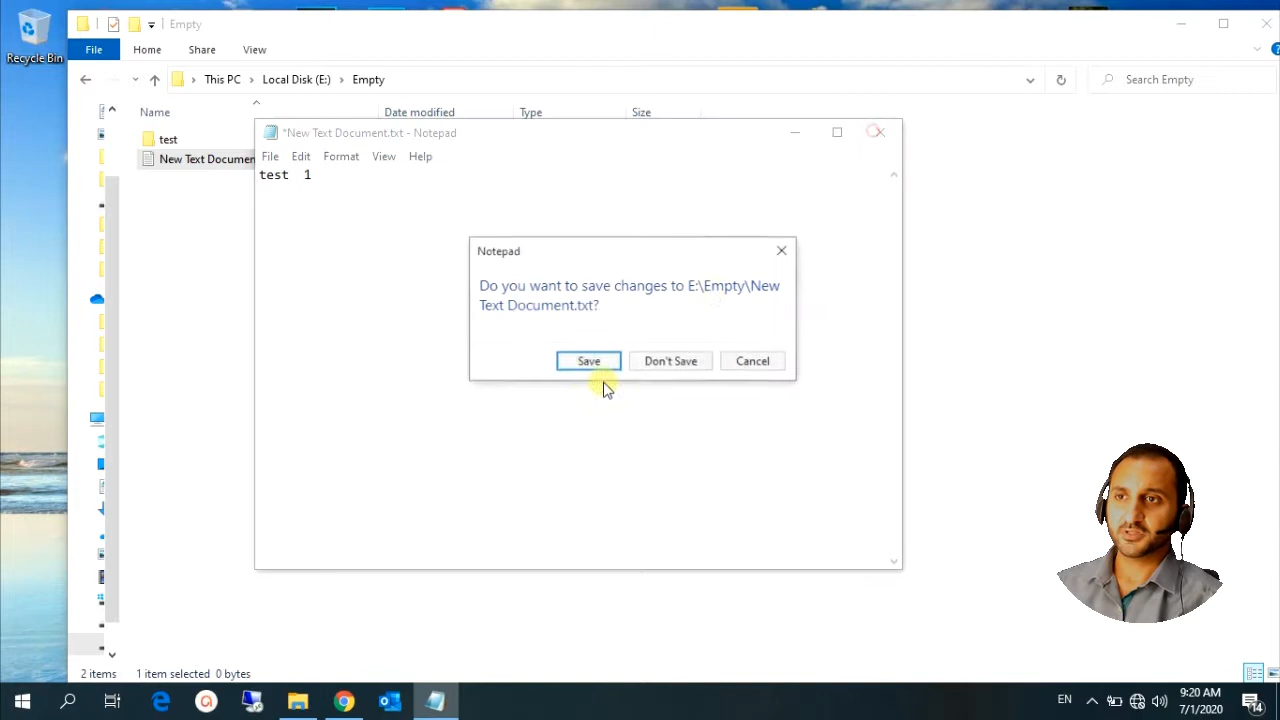 Recycle Bin
Empty
File Home Share View
This PC > Local Disk (E:) > Empty
Search Empty
Name Date modified Type Size
test
New Text Documen
*New Text Document.txt - Notepad
File Edit Format View Help
test  1
Notepad
Do you want to save changes to E:\Empty\New
Text Document.txt?
Save Don't Save Cancel
2 items 1 item selected 0 bytes
EN
9:20 AM
7/1/2020
14